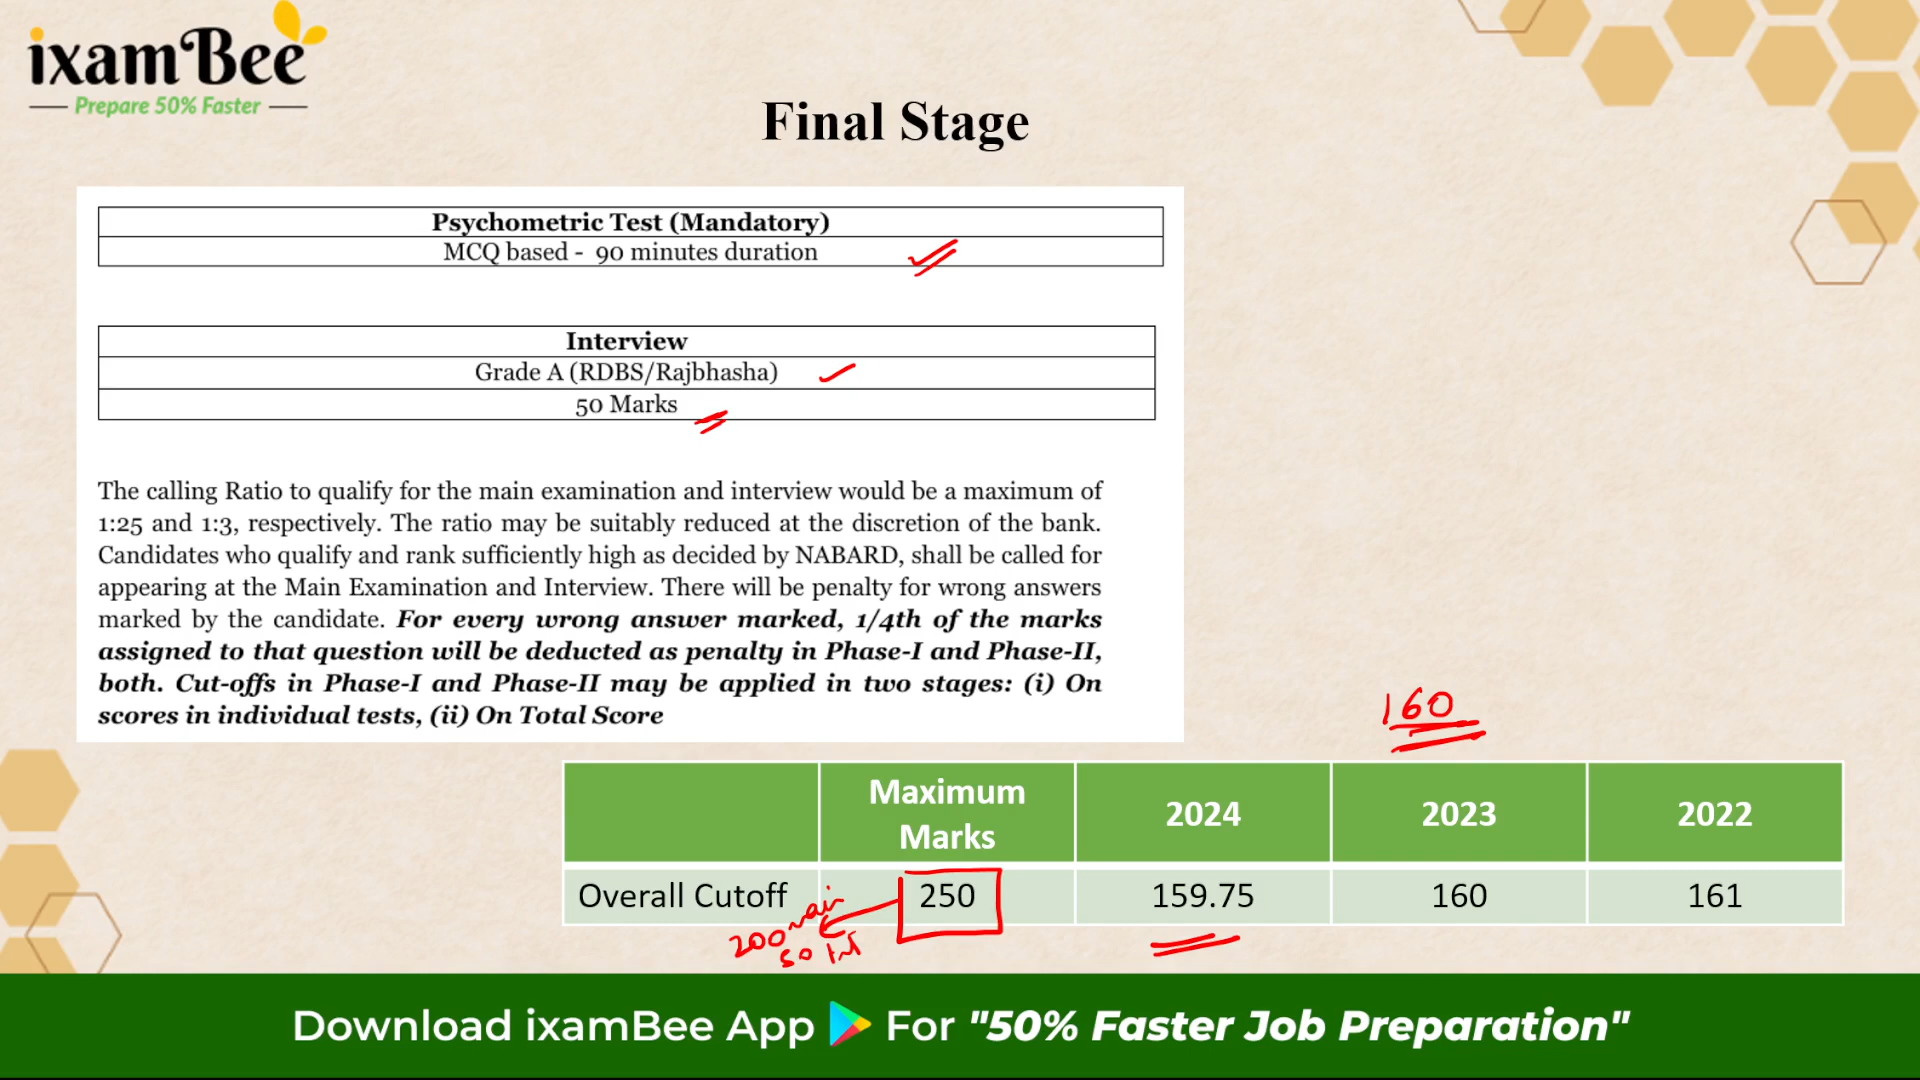 ixamBee
Prepare 50% Faster
Final Stage
Psychometric Test (Mandatory)
MCQ based - 90 minutes duration
Interview
Grade A (RDBS/Rajbhasha)
50 Marks
The calling Ratio to qualify for the main examination and interview would be a maximum of
1:25 and 1:3, respectively. The ratio may be suitably reduced at the discretion of the bank.
Candidates who qualify and rank sufficiently high as decided by NABARD, shall be called for
appearing at the Main Examination and Interview. There will be penalty for wrong answers
marked by the candidate. For every wrong answer marked, 1/4th of the marks
assigned to that question will be deducted as penalty in Phase-I and Phase-II,
both. Cut-offs in Phase-I and Phase-II may be applied in two stages: (i) On
scores in individual tests, (ii) On Total Score
160
Maximum
Marks
2024
2023
2022
Overall Cutoff
250
159.75
160
161
200 main
50 Int
Download ixamBee App For "50% Faster Job Preparation"